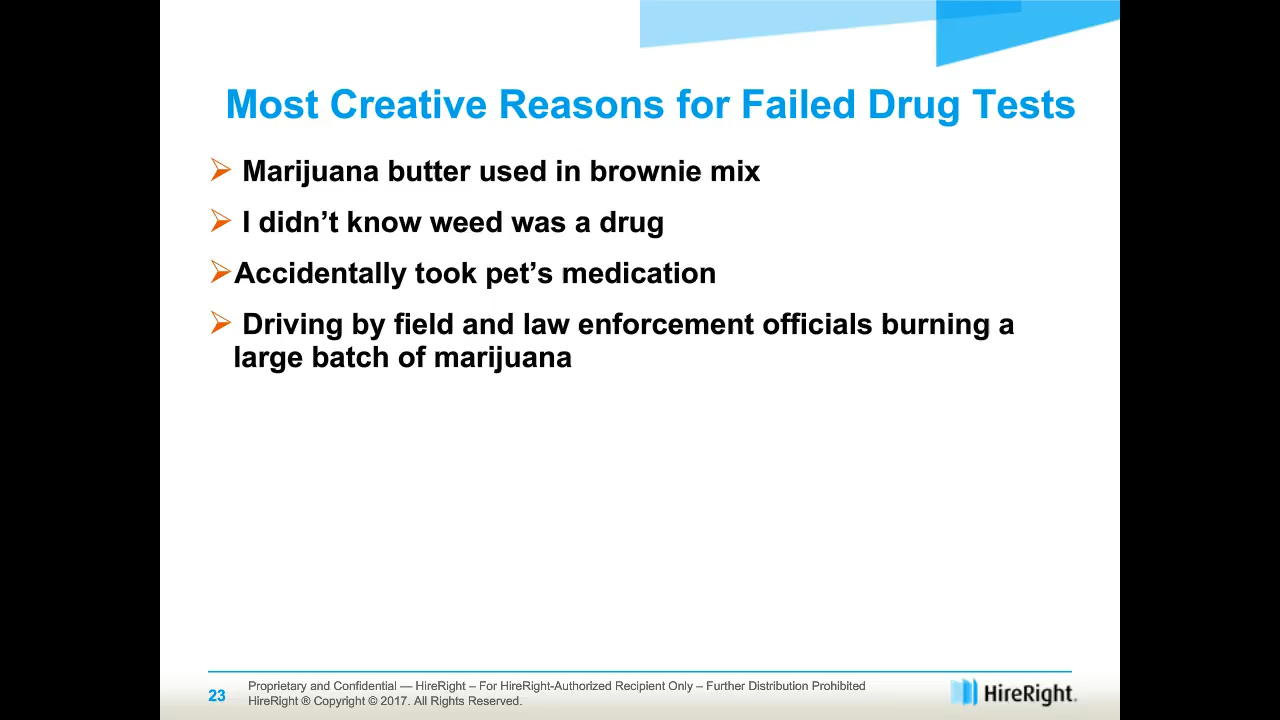 Most Creative Reasons for Failed Drug Tests
➢ Marijuana butter used in brownie mix
➢ I didn’t know weed was a drug
➢Accidentally took pet’s medication
➢ Driving by field and law enforcement officials burning a
large batch of marijuana
23
Proprietary and Confidential — HireRight – For HireRight-Authorized Recipient Only – Further Distribution Prohibited
HireRight ® Copyright © 2017. All Rights Reserved.
HireRight.